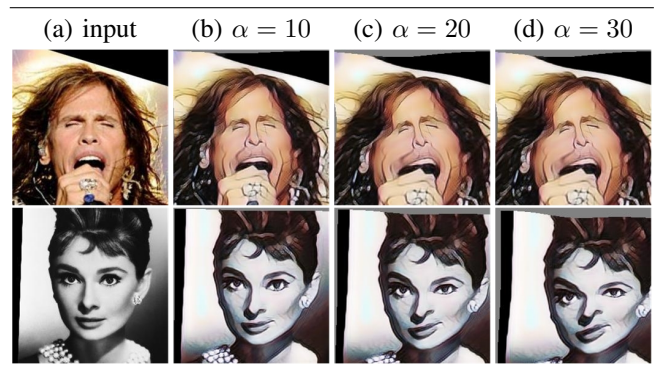 (a) input (b) α = 10 (c) α = 20 (d) α = 30